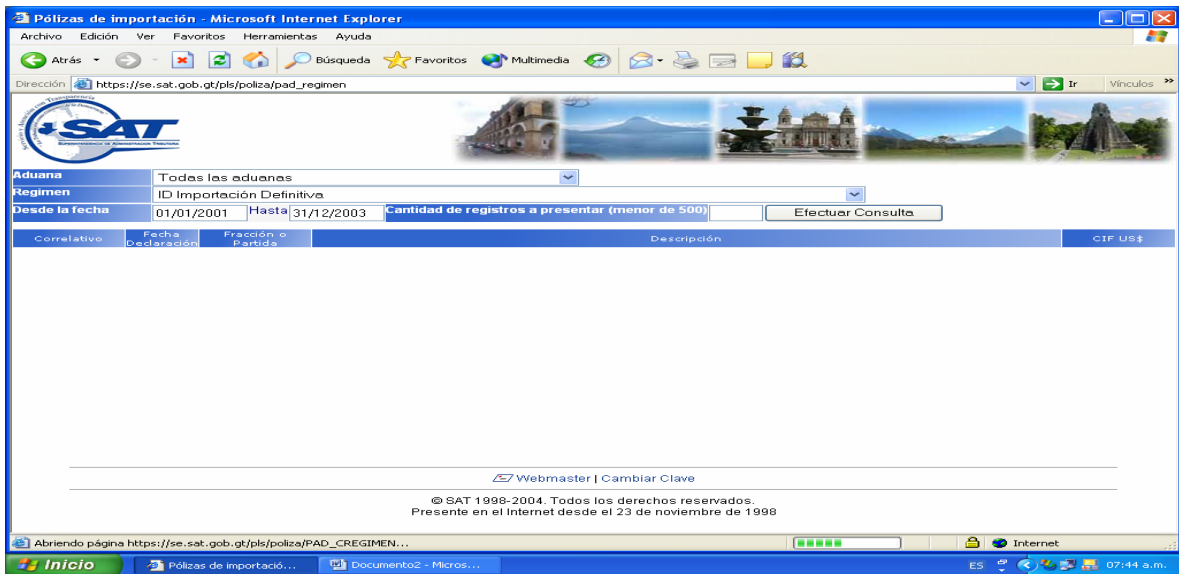 Pólizas de importación - Microsoft Internet Explorer
Archivo Edición Ver Favoritos Herramientas Ayuda
Atrás Búsqueda Favoritos Multimedia
Dirección https://se.sat.gob.gt/pls/poliza/pad_regimen Ir Vínculos »
SAT
Superintendencia de Administracion Tributaria
Aduana Todas las aduanas
Regimen ID Importación Definitiva
Desde la fecha 01/01/2001 Hasta 31/12/2003 Cantidad de registros a presentar (menor de 500) Efectuar Consulta
Correlativo Fecha Declaración Fracción o Partida Descripción CIF US$
Webmaster | Cambiar Clave
© SAT 1998-2004. Todos los derechos reservados.
Presente en el Internet desde el 23 de noviembre de 1998
Abriendo página https://se.sat.gob.gt/pls/poliza/PAD_CREGIMEN... Internet
Inicio Pólizas de importació... Documento2 - Micros... ES 07:44 a.m.